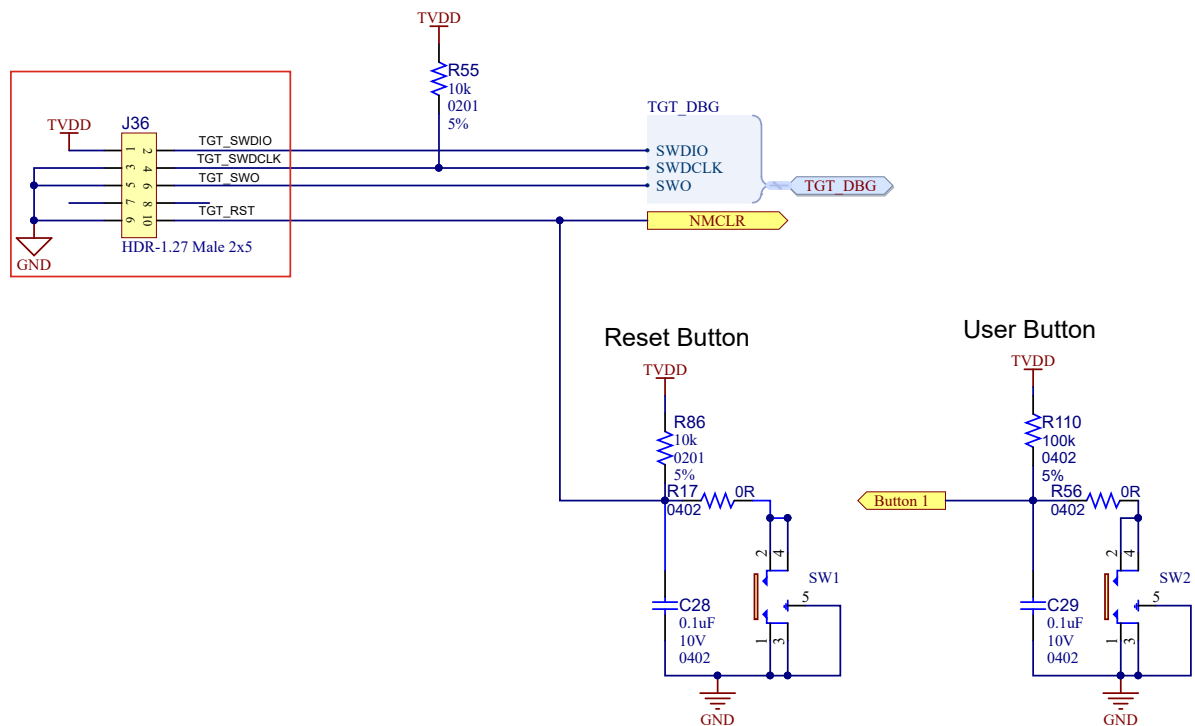 TVDD
R55
10k
0201
5%
TVDD
J36
1
2
3
4
5
6
7
8
9
10
TGT_SWDIO
TGT_SWDCLK
TGT_SWO
TGT_RST
HDR-1.27 Male 2x5
GND
TGT_DBG
SWDIO
SWDCLK
SWO
TGT_DBG
NMCLR
Reset Button
TVDD
R86
10k
0201
5%
R17 0R
0402
2
4
SW1
5
1
3
C28
0.1uF
10V
0402
GND
User Button
TVDD
R110
100k
0402
5%
Button 1
R56 0R
0402
2
4
SW2
5
1
3
C29
0.1uF
10V
0402
GND